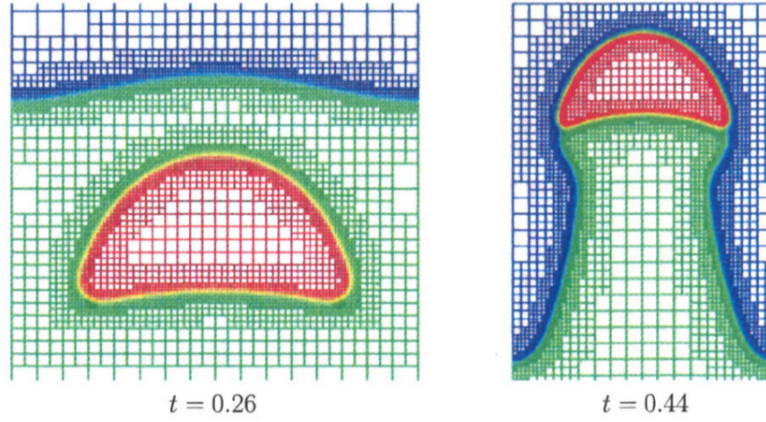 t = 0.26
t = 0.44